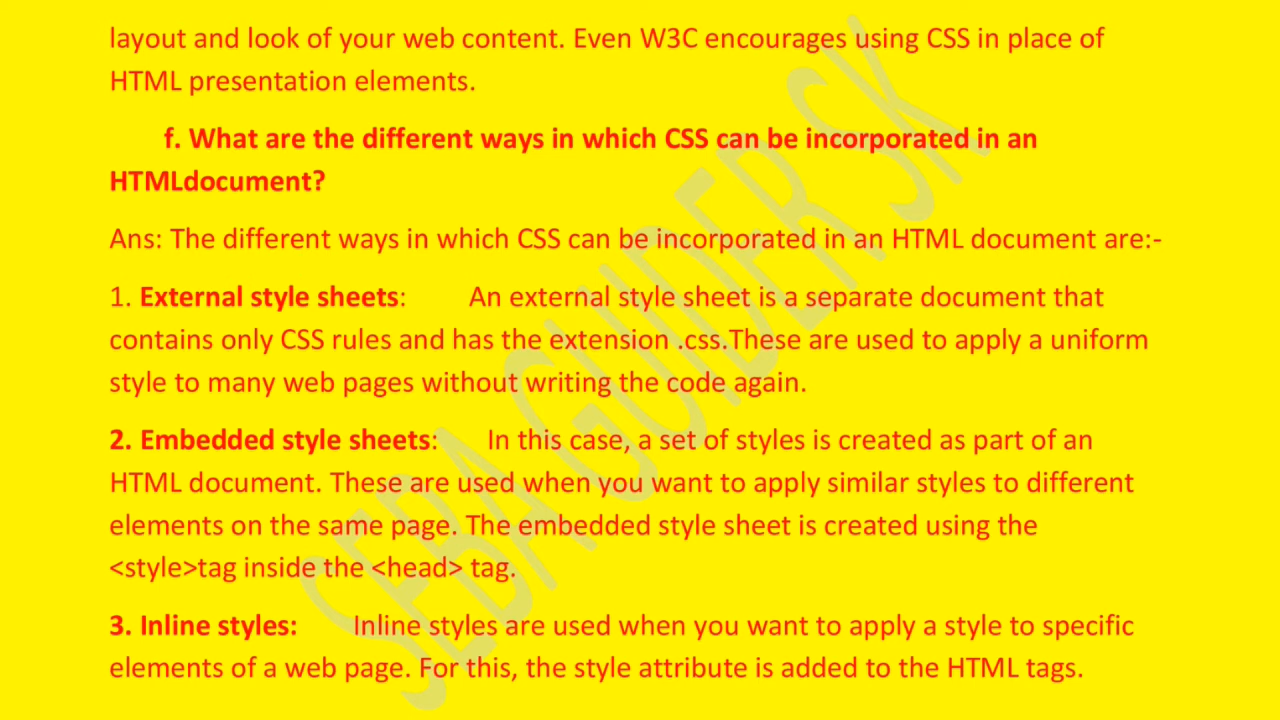 layout and look of your web content. Even W3C encourages using CSS in place of
HTML presentation elements.
f. What are the different ways in which CSS can be incorporated in an
HTMLdocument?
Ans: The different ways in which CSS can be incorporated in an HTML document are:-
1. External style sheets: An external style sheet is a separate document that
contains only CSS rules and has the extension .css.These are used to apply a uniform
style to many web pages without writing the code again.
2. Embedded style sheets: In this case, a set of styles is created as part of an
HTML document. These are used when you want to apply similar styles to different
elements on the same page. The embedded style sheet is created using the
<style>tag inside the <head> tag.
3. Inline styles: Inline styles are used when you want to apply a style to specific
elements of a web page. For this, the style attribute is added to the HTML tags.
SEBA GUIDER SK